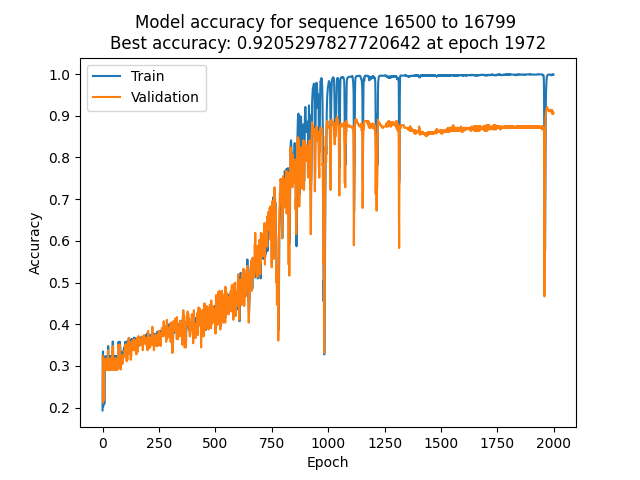 Model accuracy for sequence 16500 to 16799
Best accuracy: 0.9205297827720642 at epoch 1972
Train
Validation
1.0
0.9
0.8
0.7
0.6
0.5
0.4
0.3
0.2
Accuracy
0 250 500 750 1000 1250 1500 1750 2000
Epoch